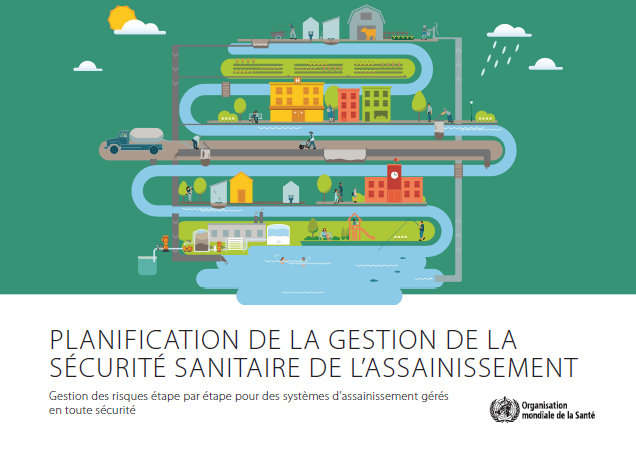 PLANIFICATION DE LA GESTION DE LA
SÉCURITÉ SANITAIRE DE L'ASSAINISSEMENT
Gestion des risques étape par étape pour des systèmes d'assainissement gérés
en toute sécurité
Organisation
mondiale de la Santé